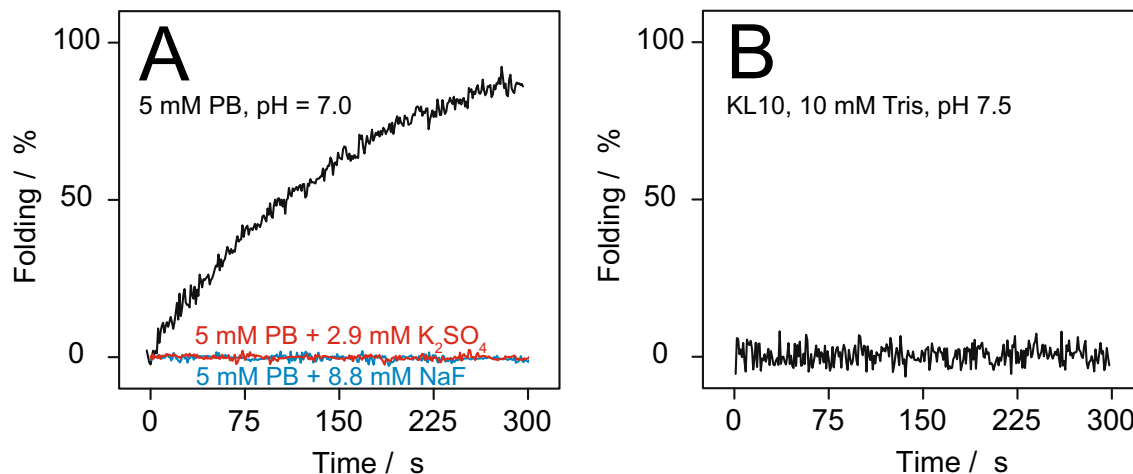 A
5 mM PB, pH = 7.0
100
50
0
Folding / %
5 mM PB + 2.9 mM K₂SO₄
5 mM PB + 8.8 mM NaF
0 75 150 225 300
Time / s
B
KL10, 10 mM Tris, pH 7.5
100
50
0
Folding / %
0 75 150 225 300
Time / s